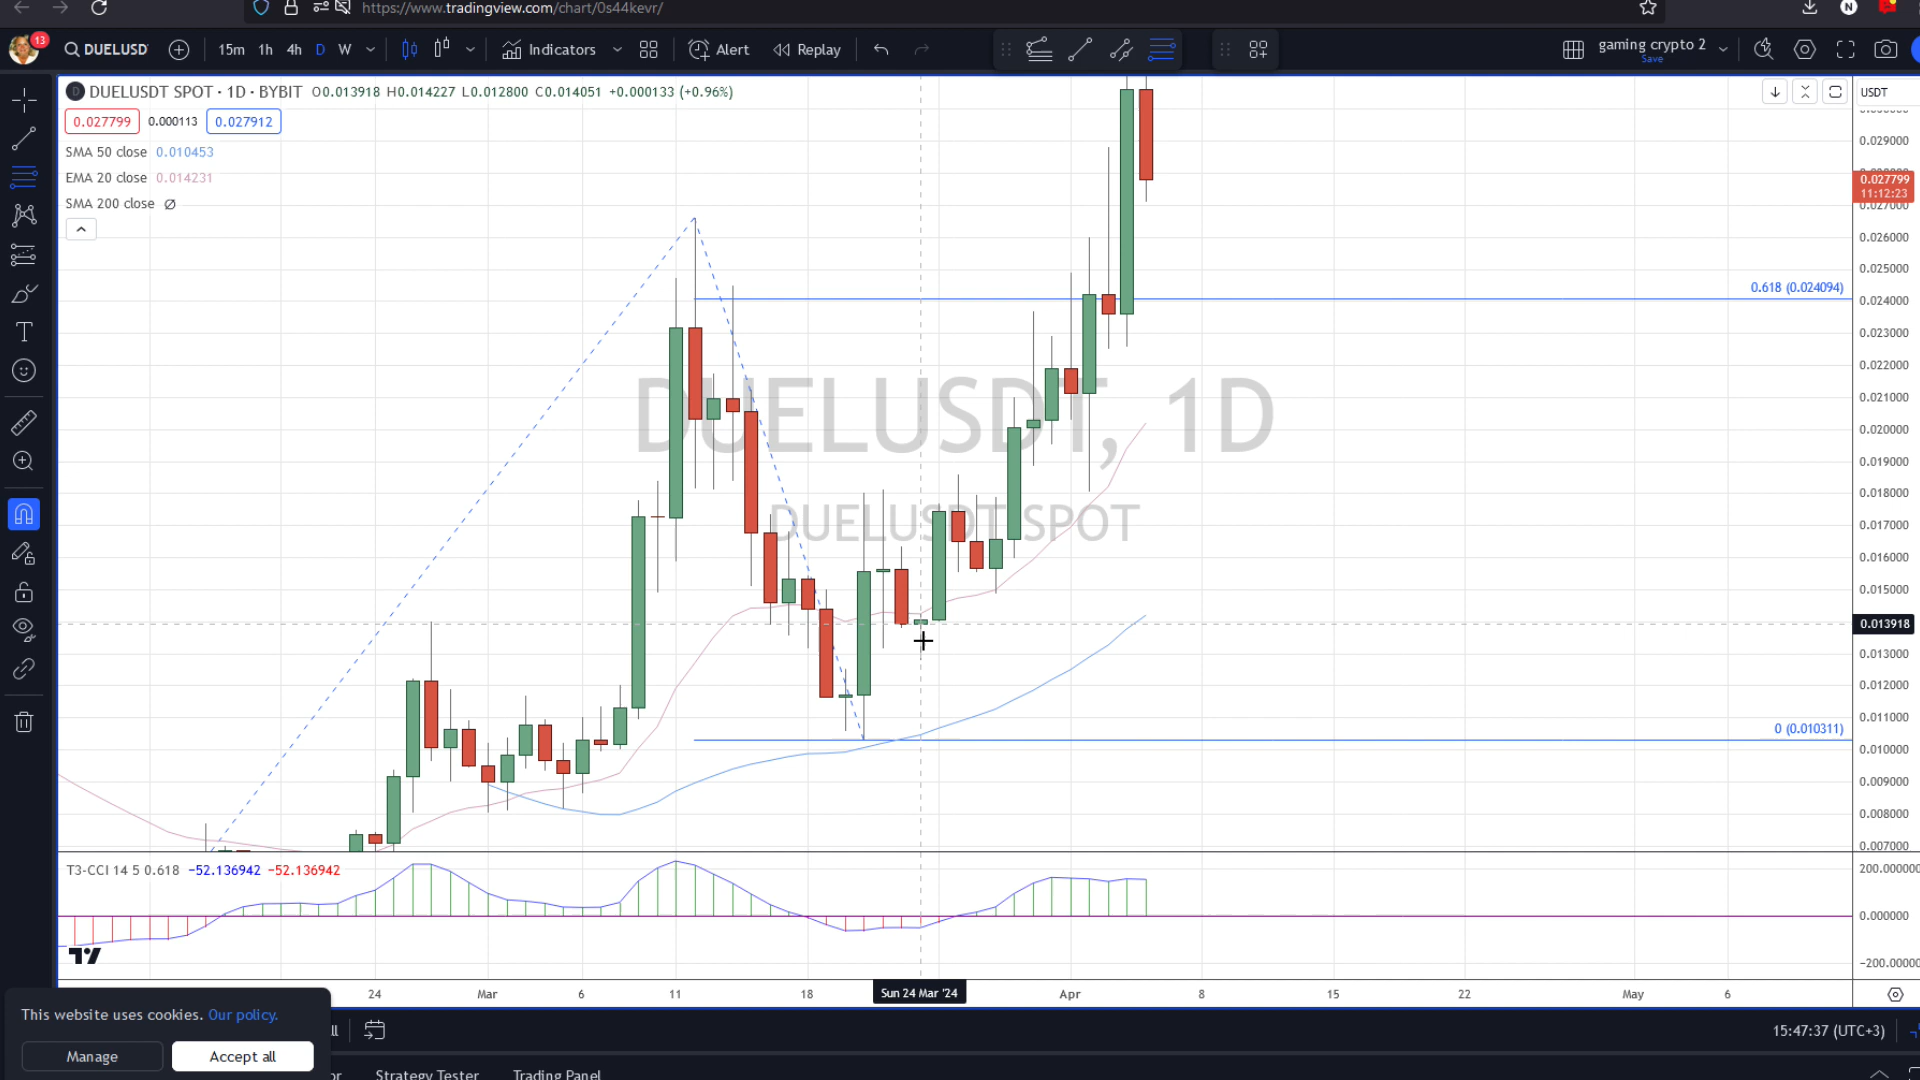 https://www.tradingview.com/chart/0s44kevr/
N
13
DUELUSD
15m 1h 4h D W
Indicators
Alert
Replay
gaming crypto 2
Save
D DUELUSDT SPOT · 1D · BYBIT O0.013918 H0.014227 L0.012800 C0.014051 +0.000133 (+0.96%)
USDT
0.027799 0.000113 0.027912
SMA 50 close 0.010453
EMA 20 close 0.014231
SMA 200 close Ø
0.029000
0.027799
11:12:23
0.027000
0.026000
0.025000
0.618 (0.024094)
0.024000
0.023000
0.022000
0.021000
DUELUSDT, 1D
0.020000
0.019000
0.018000
DUELUSDT SPOT
0.017000
0.016000
0.015000
0.013918
0.013000
0.012000
0.011000
0 (0.010311)
0.010000
0.009000
0.008000
0.007000
T3-CCI 14 5 0.618 −52.136942 −52.136942
200.00000
0.000000
−200.00000
24 Mar 6 11 18 Sun 24 Mar '24 Apr 8 15 22 May 6
This website uses cookies. Our policy.
Manage
Accept all
15:47:37 (UTC+3)
Strategy Tester
Trading Panel